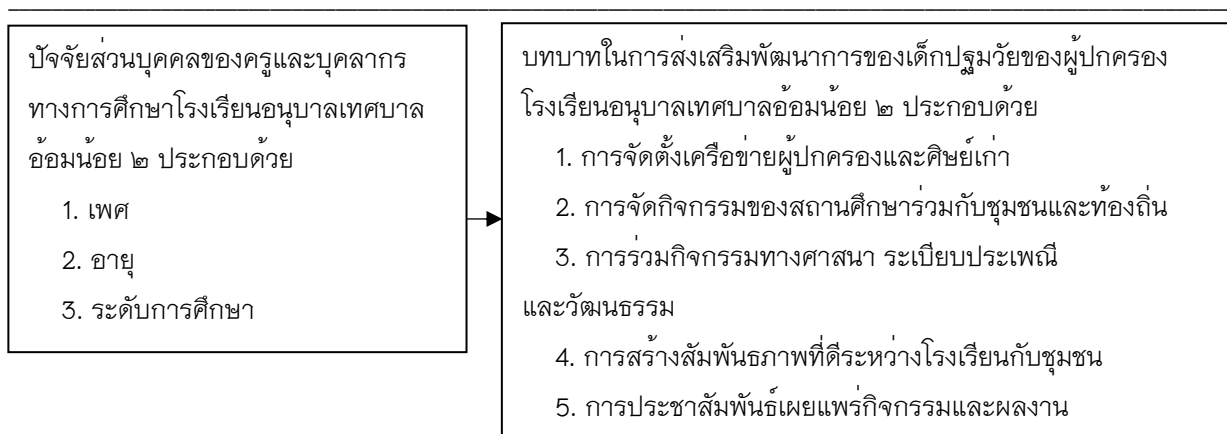 ปัจจัยส่วนบุคคลของครูและบุคลากร
ทางการศึกษาโรงเรียนอนุบาลเทศบาล
อ้อมน้อย ๒ ประกอบด้วย
1. เพศ
2. อายุ
3. ระดับการศึกษา
บทบาทในการส่งเสริมพัฒนาการของเด็กปฐมวัยของผู้ปกครอง
โรงเรียนอนุบาลเทศบาลอ้อมน้อย ๒ ประกอบด้วย
1. การจัดตั้งเครือข่ายผู้ปกครองและศิษย์เก่า
2. การจัดกิจกรรมของสถานศึกษาร่วมกับชุมชนและท้องถิ่น
3. การร่วมกิจกรรมทางศาสนา ระเบียบประเพณี
และวัฒนธรรม
4. การสร้างสัมพันธภาพที่ดีระหว่างโรงเรียนกับชุมชน
5. การประชาสัมพันธ์เผยแพร่กิจกรรมและผลงาน